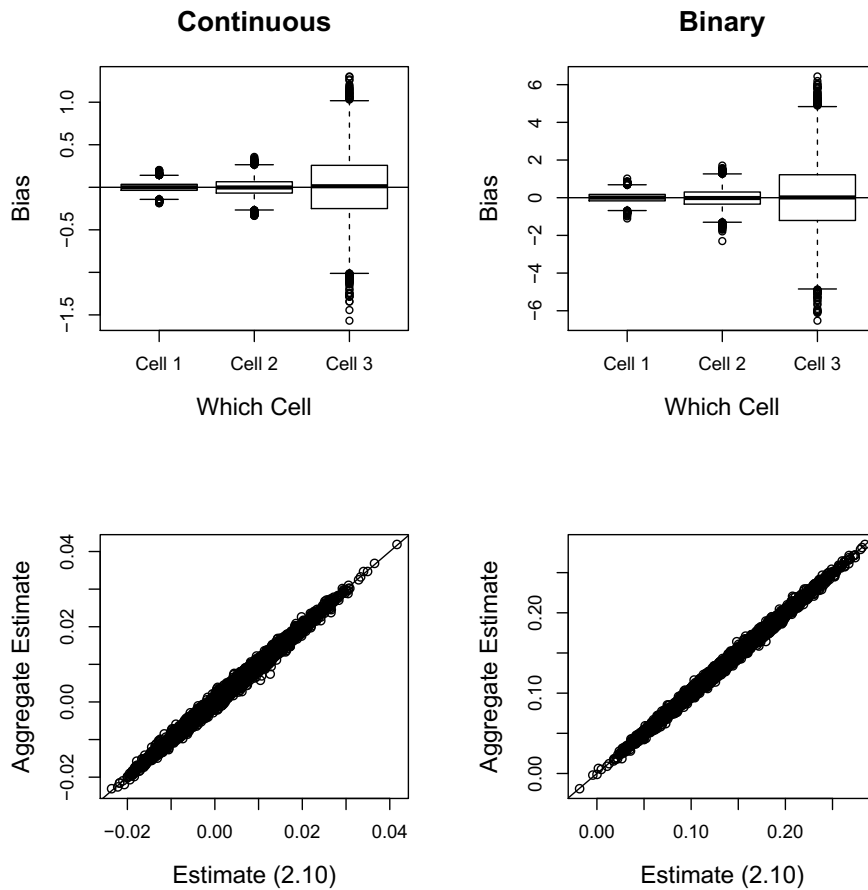 Continuous
Binary
Bias
1.0
0.5
−0.5
−1.5
Cell 1
Cell 2
Cell 3
Which Cell
Bias
6
4
2
0
−2
−4
−6
Cell 1
Cell 2
Cell 3
Which Cell
Aggregate Estimate
0.04
0.02
0.00
−0.02
−0.02
0.00
0.02
0.04
Estimate (2.10)
Aggregate Estimate
0.20
0.10
0.00
0.00
0.10
0.20
Estimate (2.10)